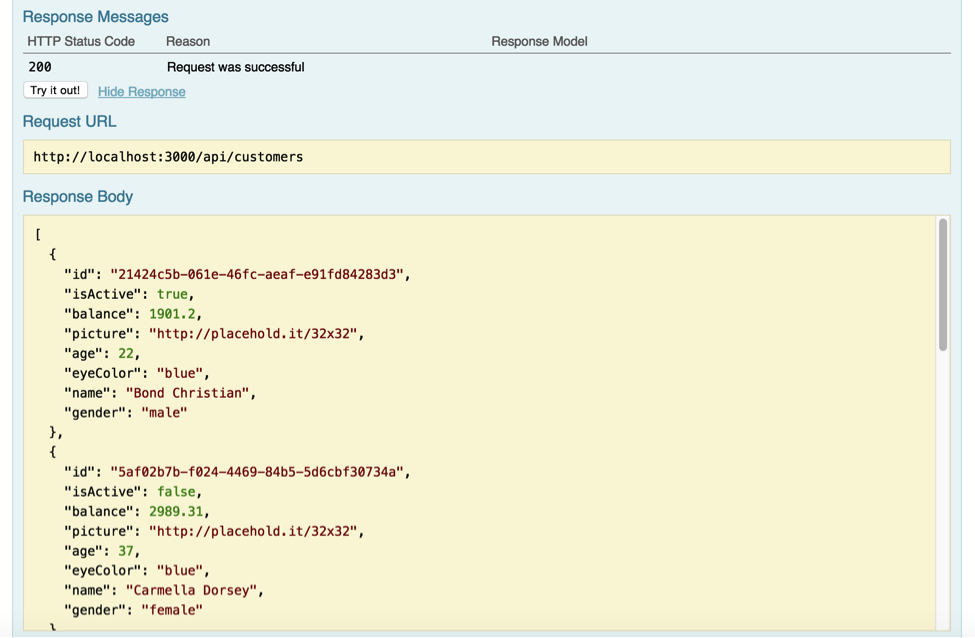 Response Messages
HTTP Status Code Reason Response Model
200 Request was successful
Try it out! Hide Response
Request URL
http://localhost:3000/api/customers
Response Body
[
{
"id": "21424c5b-061e-46fc-aeaf-e91fd84283d3",
"isActive": true,
"balance": 1901.2,
"picture": "http://placehold.it/32x32",
"age": 22,
"eyeColor": "blue",
"name": "Bond Christian",
"gender": "male"
},
{
"id": "5af02b7b-f024-4469-84b5-5d6cbf30734a",
"isActive": false,
"balance": 2989.31,
"picture": "http://placehold.it/32x32",
"age": 37,
"eyeColor": "blue",
"name": "Carmella Dorsey",
"gender": "female"
}